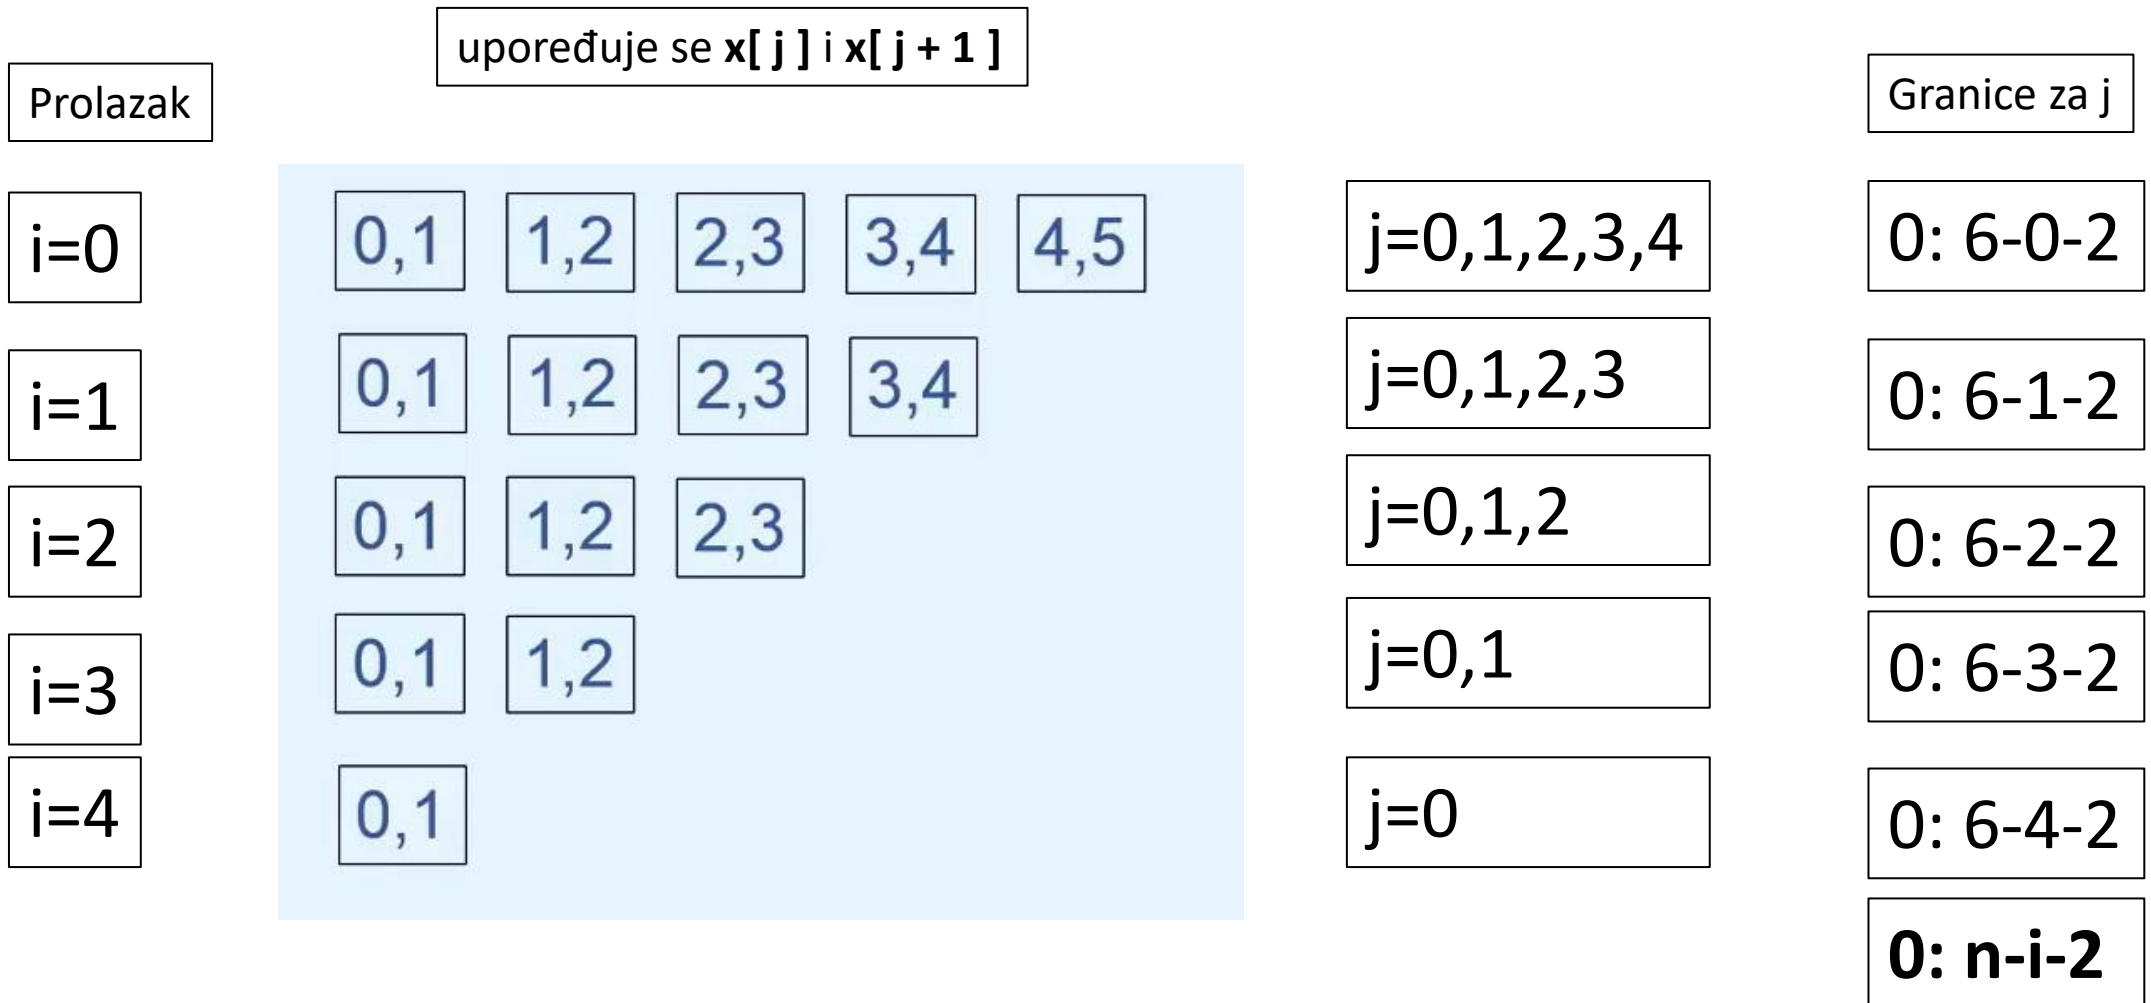 upoređuje se x[ j ] i x[ j + 1 ]
Prolazak
Granice za j
i=0
0,1 1,2 2,3 3,4 4,5
j=0,1,2,3,4
0: 6-0-2
i=1
0,1 1,2 2,3 3,4
j=0,1,2,3
0: 6-1-2
i=2
0,1 1,2 2,3
j=0,1,2
0: 6-2-2
i=3
0,1 1,2
j=0,1
0: 6-3-2
i=4
0,1
j=0
0: 6-4-2
0: n-i-2